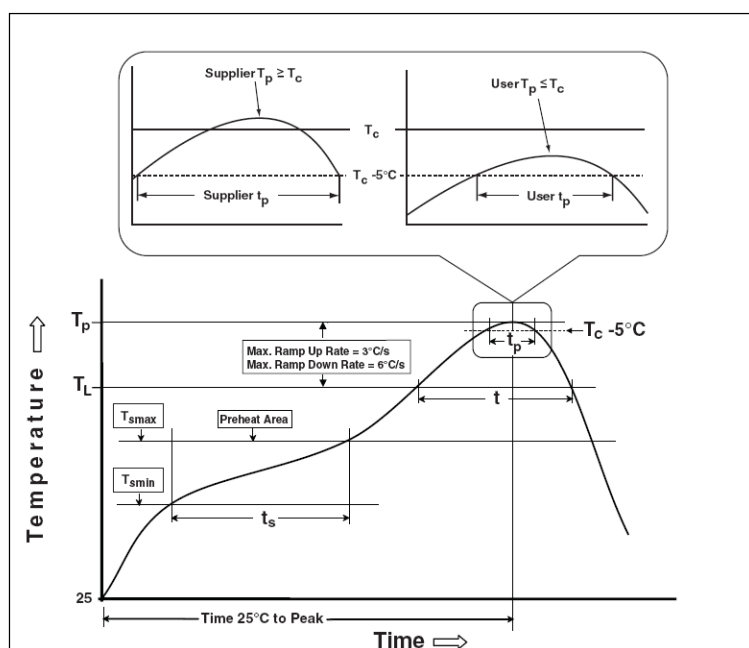 Supplier Tp ≥ Tc
User Tp ≤ Tc
Tc
Tc -5°C
Supplier tp
User tp
Tp
Tc -5°C
tp
Max. Ramp Up Rate = 3°C/s
Max. Ramp Down Rate = 6°C/s
TL
t
Tsmax
Preheat Area
Tsmin
ts
Temperature
25
Time 25°C to Peak
Time